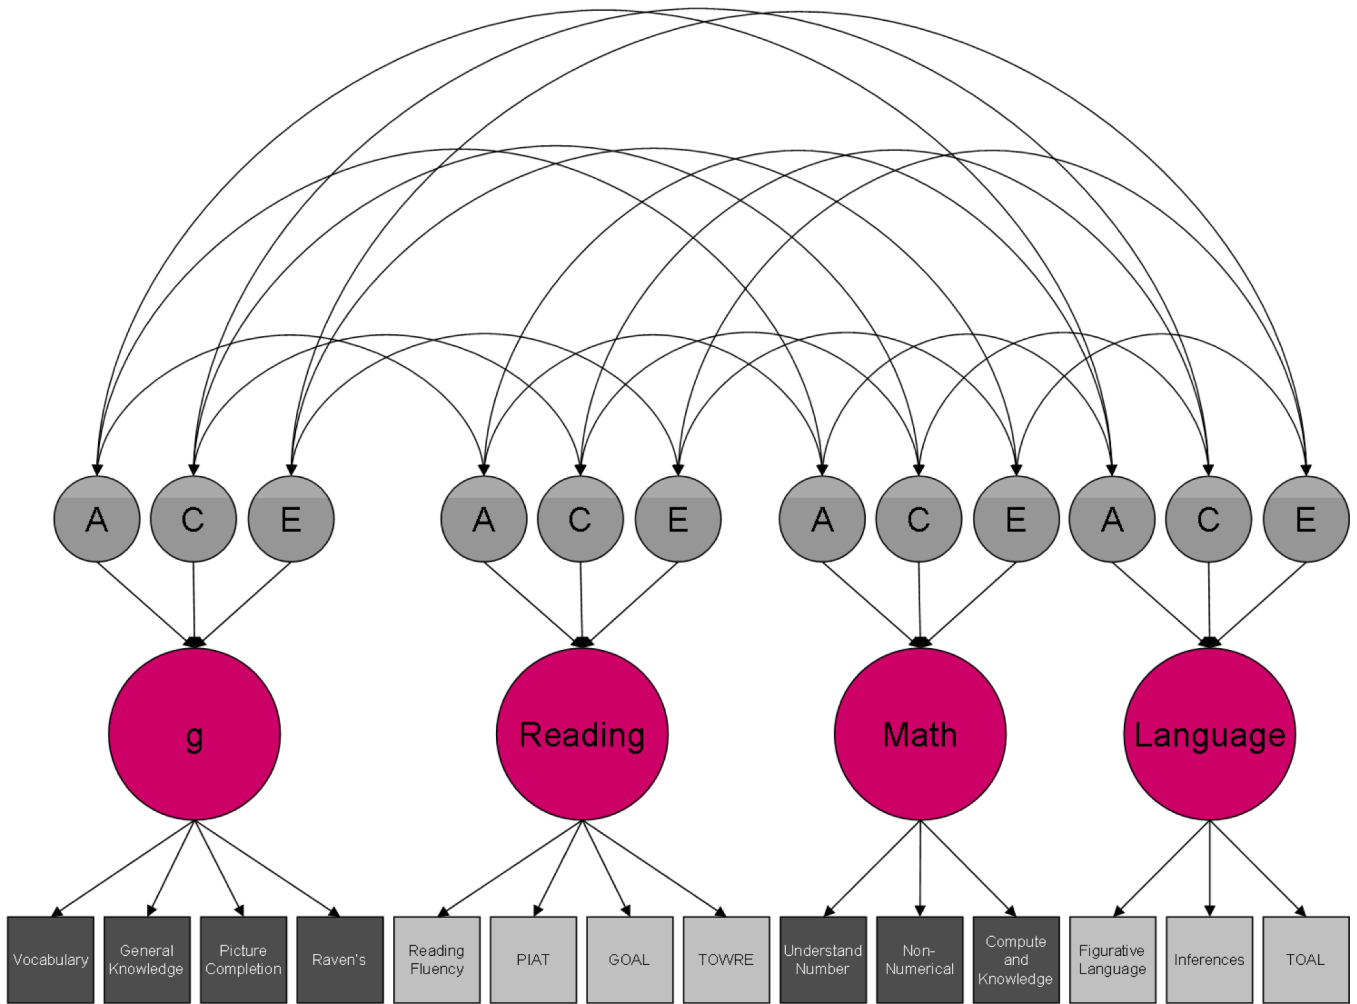 A C E A C E A C E A C E
g Reading Math Language
Vocabulary
General
Knowledge
Picture
Completion
Raven's
Reading
Fluency
PIAT
GOAL
TOWRE
Understand
Number
Non-
Numerical
Compute
and
Knowledge
Figurative
Language
Inferences
TOAL